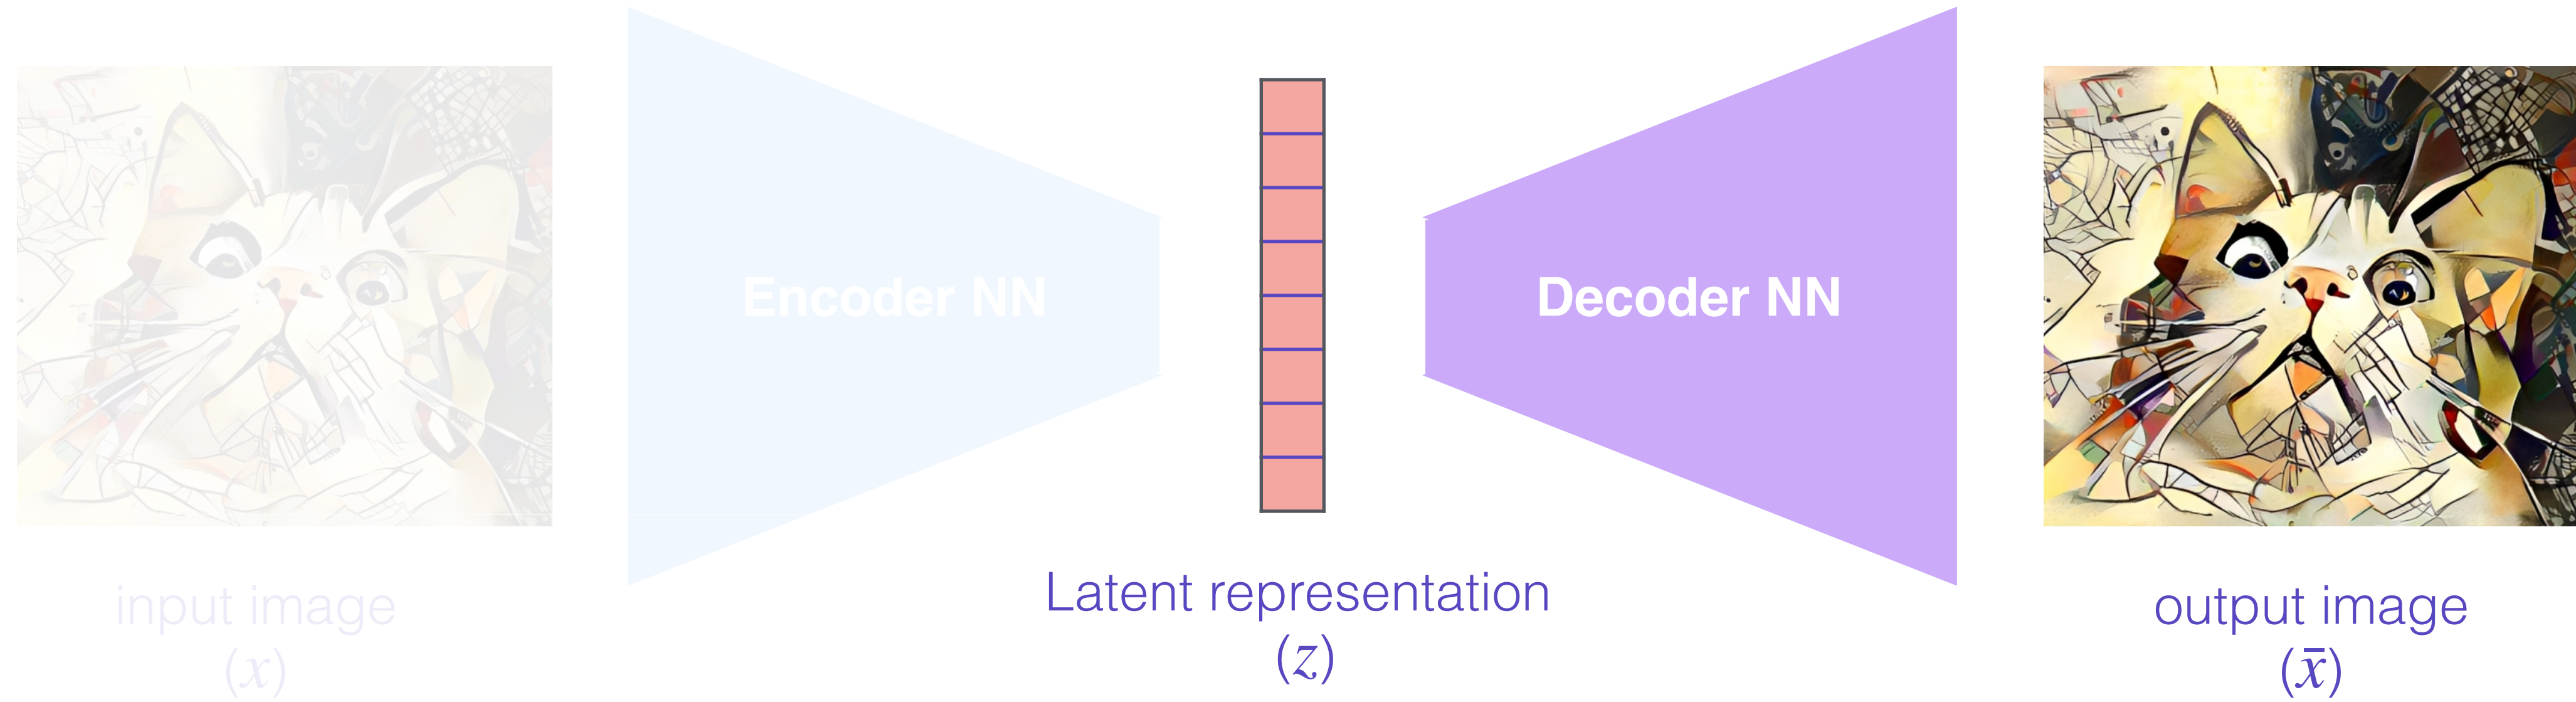 Encoder NN
Decoder NN
input image
(x)
Latent representation
(z)
output image
(x̄)